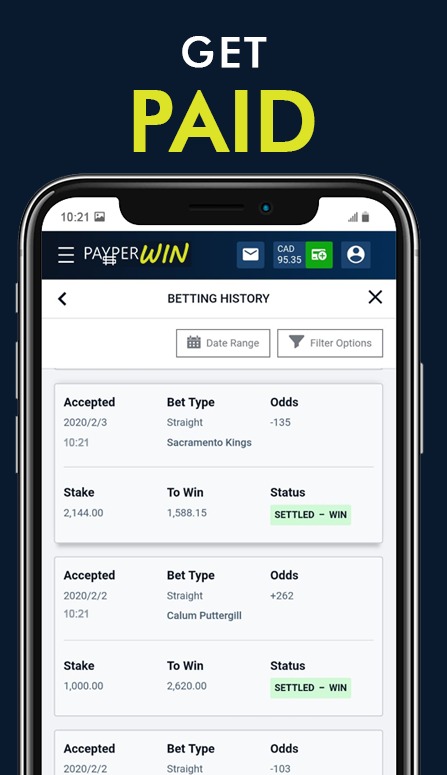 GET
PAID
10:21
PAYPERWIN
CAD
95.35
BETTING HISTORY
Date Range
Filter Options
Accepted Bet Type Odds
2020/2/3 Straight -135
10:21 Sacramento Kings
Stake To Win Status
2,144.00 1,588.15 SETTLED - WIN
Accepted Bet Type Odds
2020/2/2 Straight +262
10:21 Calum Puttergill
Stake To Win Status
1,000.00 2,620.00 SETTLED - WIN
Accepted Bet Type Odds
2020/2/2 Straight -103